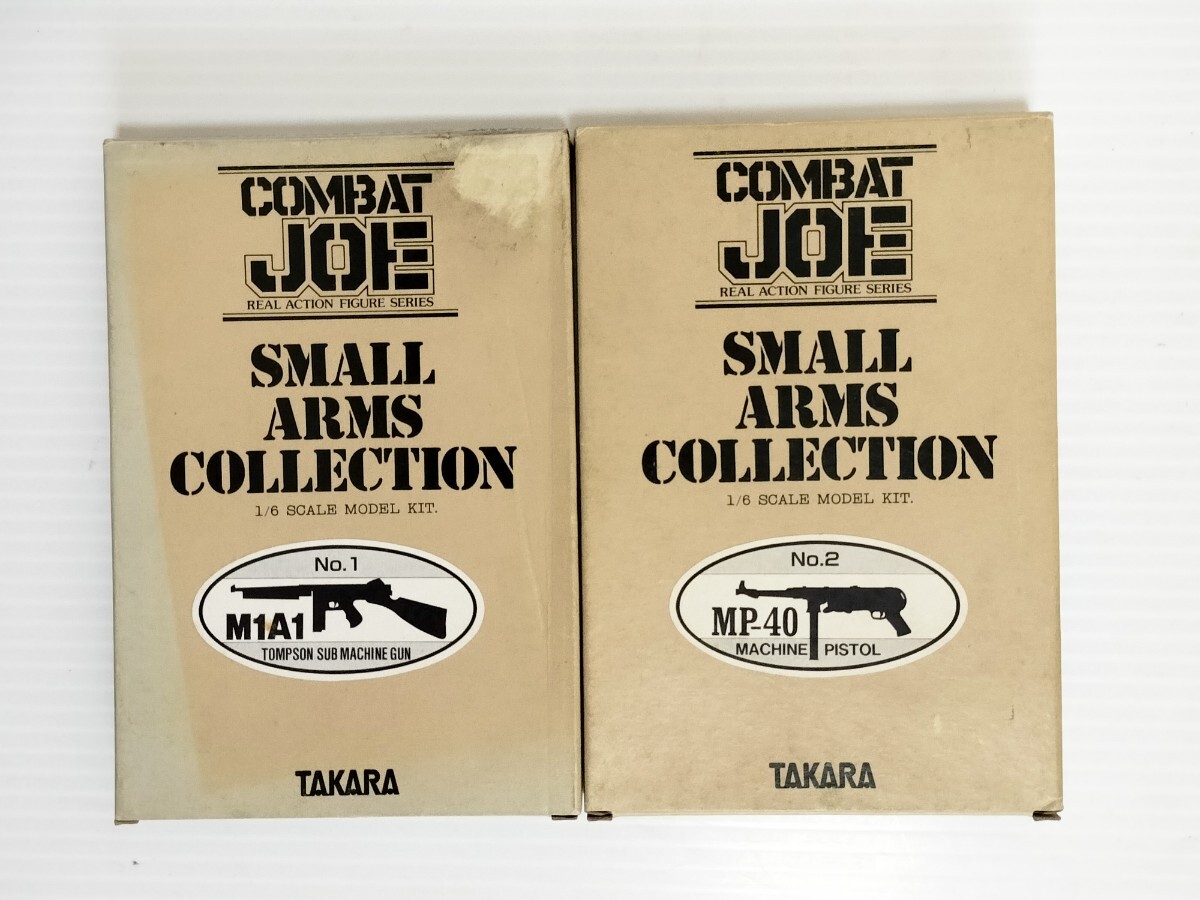 COMBAT
JOE
REAL ACTION FIGURE SERIES
SMALL
ARMS
COLLECTION
1/6 SCALE MODEL KIT.
No.1
M1A1
TOMPSON SUB MACHINE GUN
TAKARA
COMBAT
JOE
REAL ACTION FIGURE SERIES
SMALL
ARMS
COLLECTION
1/6 SCALE MODEL KIT.
No.2
MP-40
MACHINE PISTOL
TAKARA